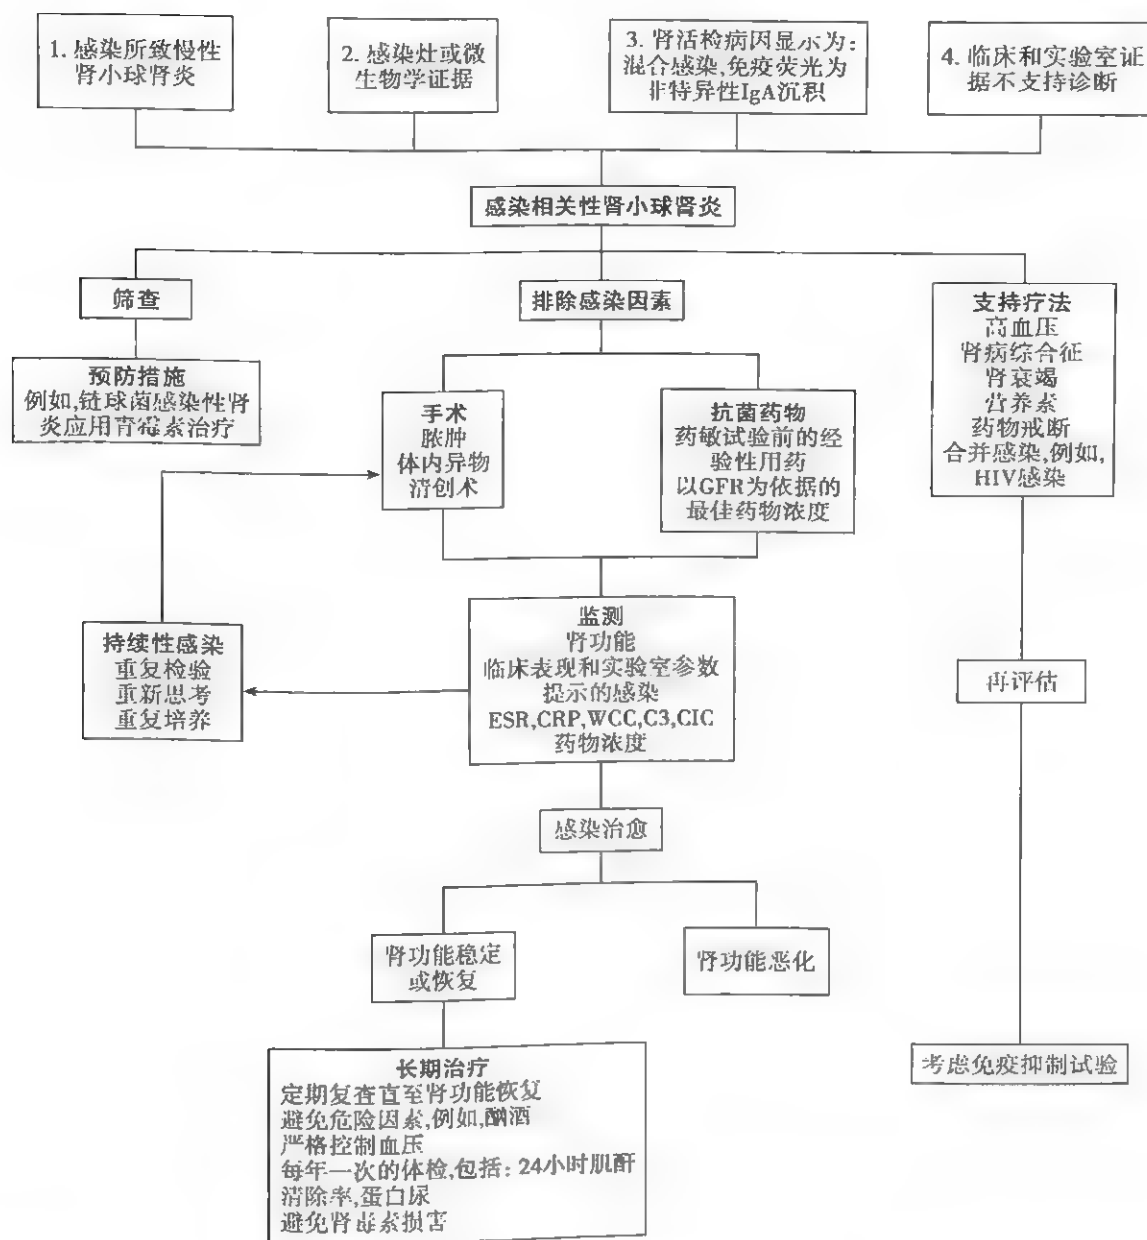 1. 感染所致慢性
肾小球肾炎
2. 感染灶或微
生物学证据
3. 肾活检病因显示为:
混合感染,免疫荧光为
非特异性IgA沉积
4. 临床和实验室证
据不支持诊断
感染相关性肾小球肾炎
筛查
排除感染因素
支持疗法
高血压
肾病综合征
肾衰竭
营养素
药物戒断
合并感染,例如,
HIV感染
预防措施
例如,链球菌感染性肾
炎应用青霉素治疗
手术
脓肿
体内异物
清创术
抗菌药物
药敏试验前的经
验性用药
以GFR为依据的
最佳药物浓度
持续性感染
重复检验
重新思考
重复培养
监测
肾功能
临床表现和实验室参数
提示的感染
ESR,CRP,WCC,C3,CIC
药物浓度
再评估
感染治愈
肾功能稳定
或恢复
肾功能恶化
考虑免疫抑制试验
长期治疗
定期复查直至肾功能恢复
避免危险因素,例如,酗酒
严格控制血压
每年一次的体检,包括: 24小时肌酐
清除率,蛋白尿
避免肾毒素损害